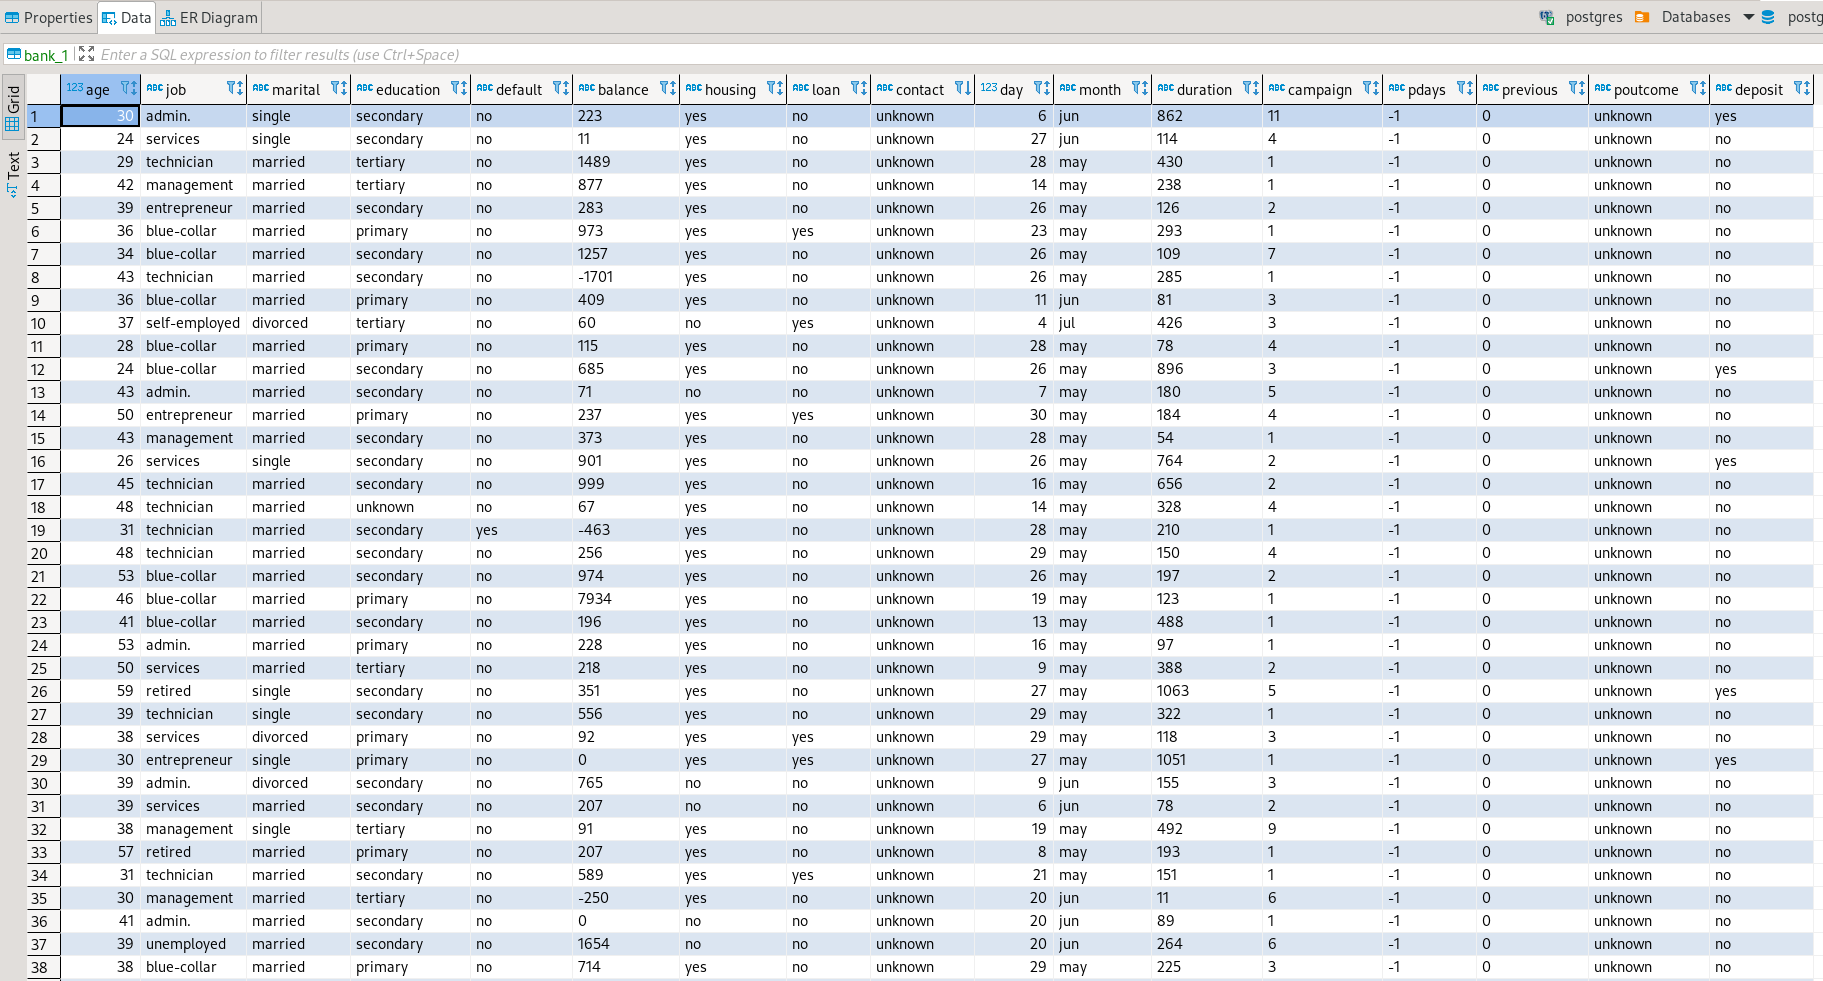 Properties Data ER Diagram postgres Databases postg
bank_1 Enter a SQL expression to filter results (use Ctrl+Space)
Grid
Text
123 age ABC job ABC marital ABC education ABC default ABC balance ABC housing ABC loan ABC contact 123 day ABC month ABC duration ABC campaign ABC pdays ABC previous ABC poutcome ABC deposit
1 30 admin. single secondary no 223 yes no unknown 6 jun 862 11 -1 0 unknown yes
2 24 services single secondary no 11 yes no unknown 27 jun 114 4 -1 0 unknown no
3 29 technician married tertiary no 1489 yes no unknown 28 may 430 1 -1 0 unknown no
4 42 management married tertiary no 877 yes no unknown 14 may 238 1 -1 0 unknown no
5 39 entrepreneur married secondary no 283 yes no unknown 26 may 126 2 -1 0 unknown no
6 36 blue-collar married primary no 973 yes yes unknown 23 may 293 1 -1 0 unknown no
7 34 blue-collar married secondary no 1257 yes no unknown 26 may 109 7 -1 0 unknown no
8 43 technician married secondary no -1701 yes no unknown 26 may 285 1 -1 0 unknown no
9 36 blue-collar married primary no 409 yes no unknown 11 jun 81 3 -1 0 unknown no
10 37 self-employed divorced tertiary no 60 no yes unknown 4 jul 426 3 -1 0 unknown no
11 28 blue-collar married primary no 115 yes no unknown 28 may 78 4 -1 0 unknown no
12 24 blue-collar married secondary no 685 yes no unknown 26 may 896 3 -1 0 unknown yes
13 43 admin. married secondary no 71 no no unknown 7 may 180 5 -1 0 unknown no
14 50 entrepreneur married primary no 237 yes yes unknown 30 may 184 4 -1 0 unknown no
15 43 management married secondary no 373 yes no unknown 28 may 54 1 -1 0 unknown no
16 26 services single secondary no 901 yes no unknown 26 may 764 2 -1 0 unknown yes
17 45 technician married secondary no 999 yes no unknown 16 may 656 2 -1 0 unknown no
18 48 technician married unknown no 67 yes no unknown 14 may 328 4 -1 0 unknown no
19 31 technician married secondary yes -463 yes no unknown 28 may 210 1 -1 0 unknown no
20 48 technician married secondary no 256 yes no unknown 29 may 150 4 -1 0 unknown no
21 53 blue-collar married secondary no 974 yes no unknown 26 may 197 2 -1 0 unknown no
22 46 blue-collar married primary no 7934 yes no unknown 19 may 123 1 -1 0 unknown no
23 41 blue-collar married secondary no 196 yes no unknown 13 may 488 1 -1 0 unknown no
24 53 admin. married primary no 228 yes no unknown 16 may 97 1 -1 0 unknown no
25 50 services married tertiary no 218 yes no unknown 9 may 388 2 -1 0 unknown no
26 59 retired single secondary no 351 yes no unknown 27 may 1063 5 -1 0 unknown yes
27 39 technician single secondary no 556 yes no unknown 29 may 322 1 -1 0 unknown no
28 38 services divorced primary no 92 yes yes unknown 29 may 118 3 -1 0 unknown no
29 30 entrepreneur single primary no 0 yes yes unknown 27 may 1051 1 -1 0 unknown yes
30 39 admin. divorced secondary no 765 no no unknown 9 jun 155 3 -1 0 unknown no
31 39 services married secondary no 207 no no unknown 6 jun 78 2 -1 0 unknown no
32 38 management single tertiary no 91 yes no unknown 19 may 492 9 -1 0 unknown no
33 57 retired married primary no 207 yes no unknown 8 may 193 1 -1 0 unknown no
34 31 technician married secondary no 589 yes yes unknown 21 may 151 1 -1 0 unknown no
35 30 management married tertiary no -250 yes no unknown 20 jun 11 6 -1 0 unknown no
36 41 admin. married secondary no 0 no no unknown 20 jun 89 1 -1 0 unknown no
37 39 unemployed married secondary no 1654 no no unknown 20 jun 264 6 -1 0 unknown no
38 38 blue-collar married primary no 714 yes no unknown 29 may 225 3 -1 0 unknown no